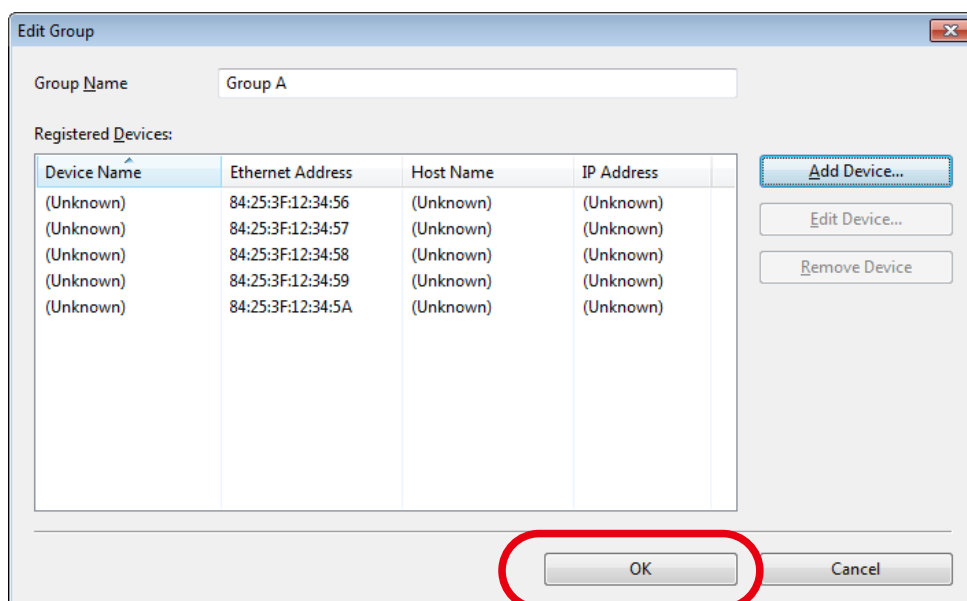 Edit Group
Group Name Group A
Registered Devices:
Device Name Ethernet Address Host Name IP Address Add Device...
(Unknown) 84:25:3F:12:34:56 (Unknown) (Unknown)
(Unknown) 84:25:3F:12:34:57 (Unknown) (Unknown) Edit Device...
(Unknown) 84:25:3F:12:34:58 (Unknown) (Unknown)
(Unknown) 84:25:3F:12:34:59 (Unknown) (Unknown) Remove Device
(Unknown) 84:25:3F:12:34:5A (Unknown) (Unknown)
OK Cancel